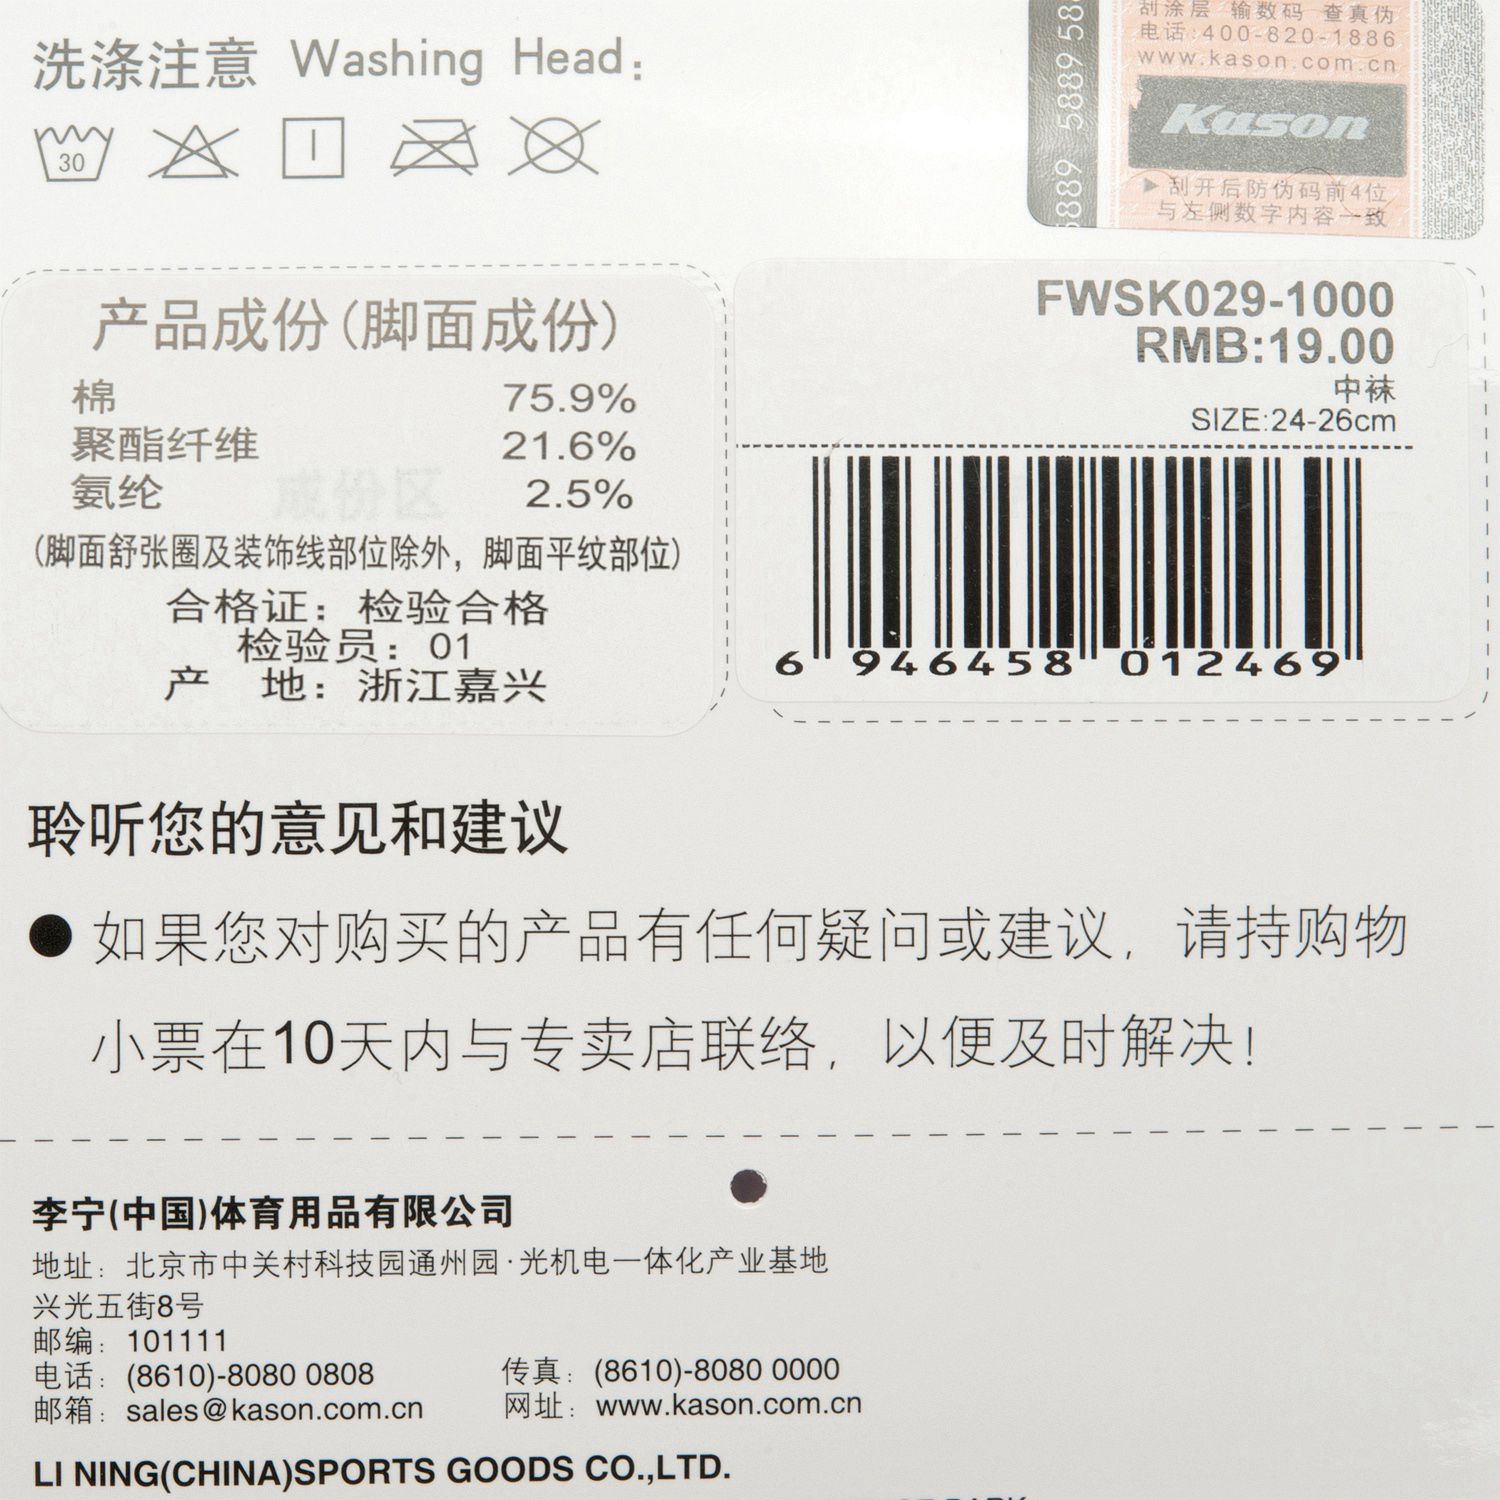 洗涤注意 Washing Head:
30
5889 5889 58
刮涂层 输数码 查真伪
电话:400-820-1886
www.kason.com.cn
Kason
▶刮开后防伪码前4位
与左侧数字内容一致
产品成份(脚面成份)
棉 75.9%
聚酯纤维 21.6%
氨纶 2.5%
成份区
(脚面舒张圈及装饰线部位除外，脚面平纹部位)
合格证：检验合格
检验员：01
产 地：浙江嘉兴
FWSK029-1000
RMB:19.00
中袜
SIZE:24-26cm
6 946458 012469
聆听您的意见和建议
●如果您对购买的产品有任何疑问或建议，请持购物
小票在10天内与专卖店联络，以便及时解决！
李宁(中国)体育用品有限公司
地址：北京市中关村科技园通州园·光机电一体化产业基地
兴光五街8号
邮编：101111
电话：(8610)-8080 0808 传真：(8610)-8080 0000
邮箱：sales@kason.com.cn 网址：www.kason.com.cn
LI NING(CHINA)SPORTS GOODS CO.,LTD.